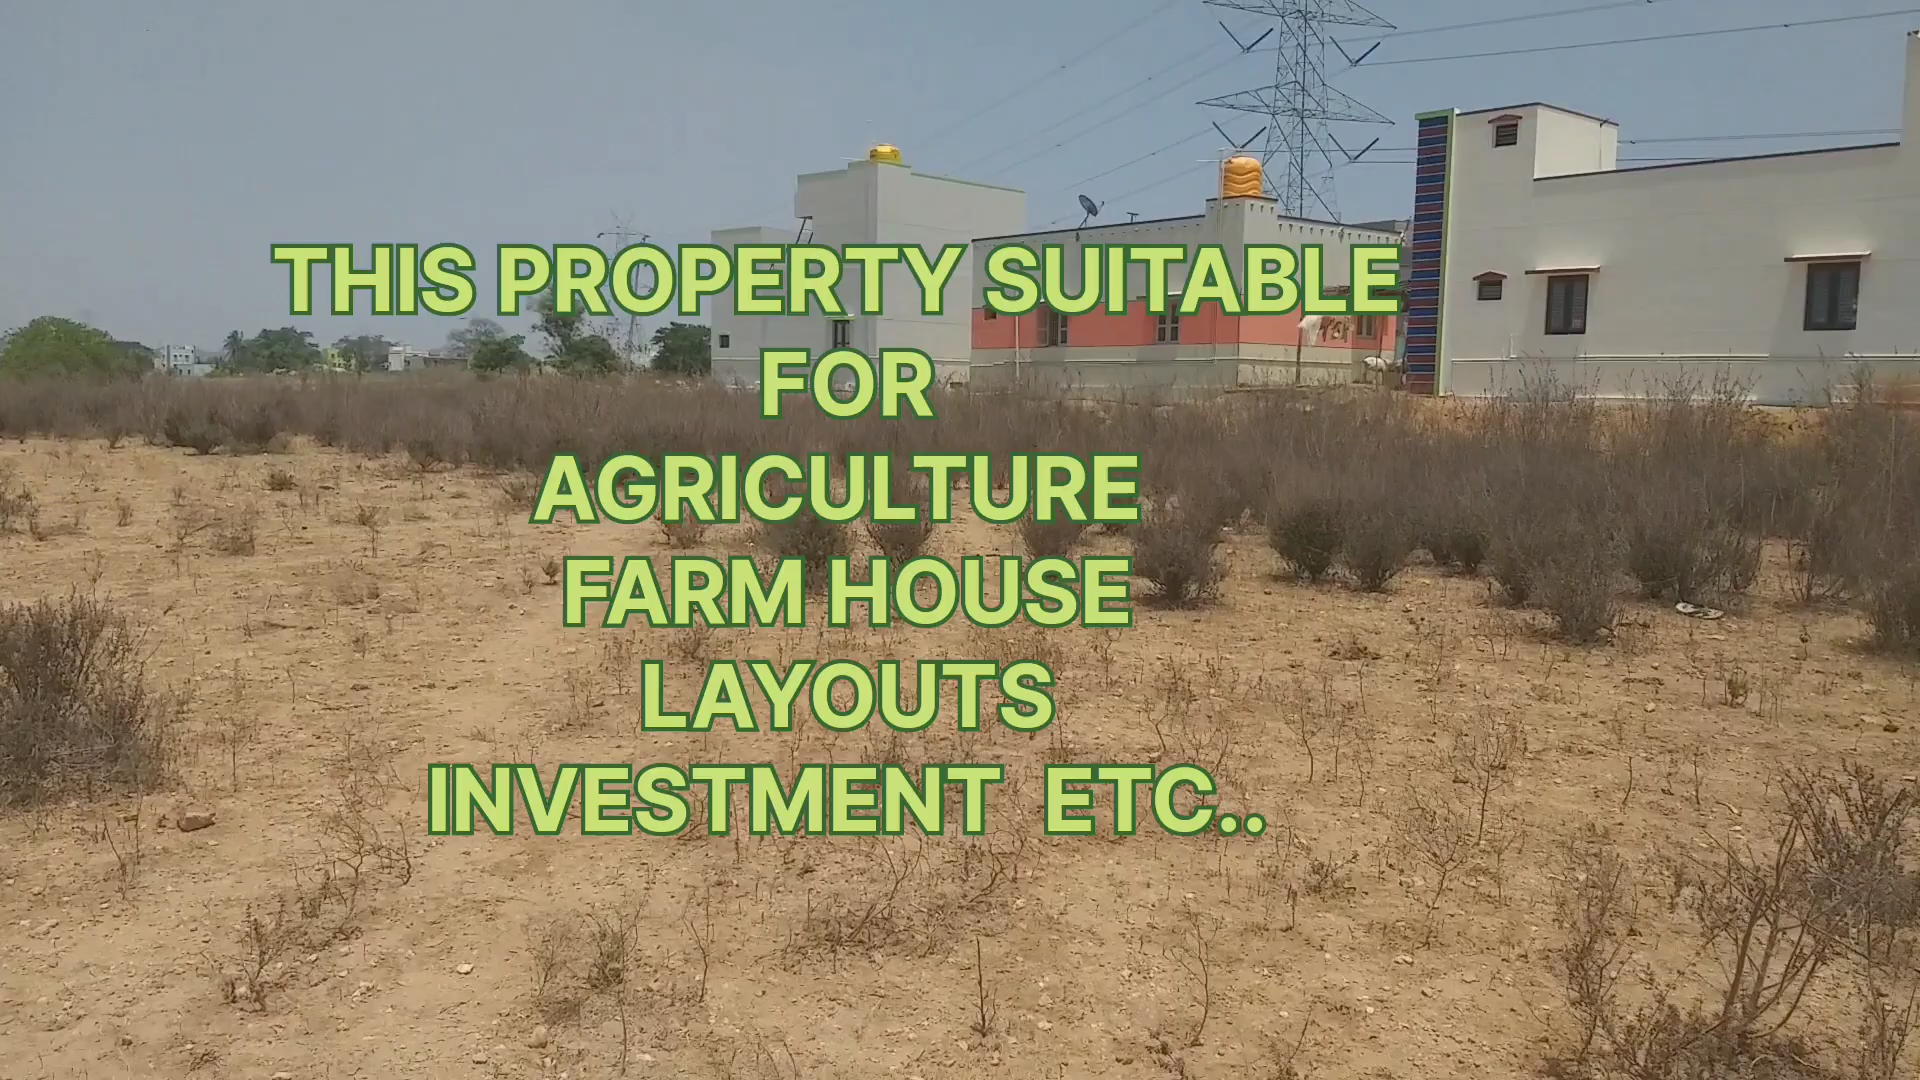 THIS PROPERTY SUITABLE
FOR
AGRICULTURE
FARM HOUSE
LAYOUTS
INVESTMENT  ETC..